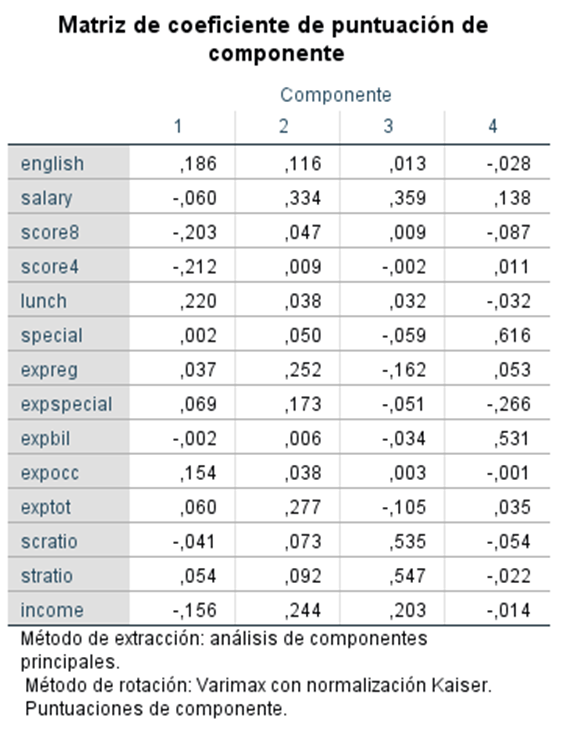 Matriz de coeficiente de puntuación de
componente
Componente
1 2 3 4
english ,186 ,116 ,013 -,028
salary -,060 ,334 ,359 ,138
score8 -,203 ,047 ,009 -,087
score4 -,212 ,009 -,002 ,011
lunch ,220 ,038 ,032 -,032
special ,002 ,050 -,059 ,616
expreg ,037 ,252 -,162 ,053
expspecial ,069 ,173 -,051 -,266
expbil -,002 ,006 -,034 ,531
expocc ,154 ,038 ,003 -,001
exptot ,060 ,277 -,105 ,035
scratio -,041 ,073 ,535 -,054
stratio ,054 ,092 ,547 -,022
income -,156 ,244 ,203 -,014
Método de extracción: análisis de componentes
principales.
Método de rotación: Varimax con normalización Kaiser.
Puntuaciones de componente.